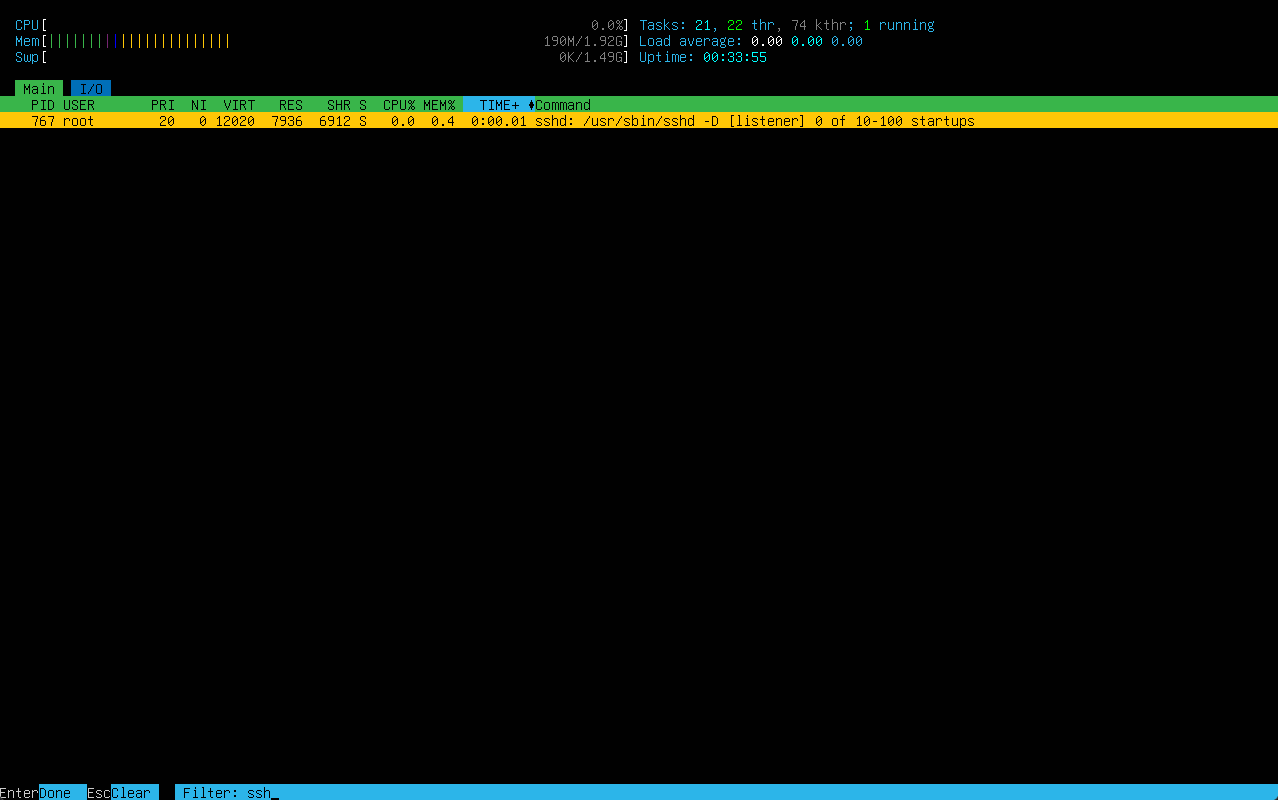 CPU[ 0.0%] Tasks: 21, 22 thr, 74 kthr; 1 running
Mem[||||||||||||||||||||||| 190M/1.92G] Load average: 0.00 0.00 0.00
Swp[ 0K/1.49G] Uptime: 00:33:55
Main I/O
PID USER PRI NI VIRT RES SHR S CPU% MEM% TIME+ Command
767 root 20 0 12020 7936 6912 S 0.0 0.4 0:00.01 sshd: /usr/sbin/sshd -D [listener] 0 of 10-100 startups
EnterDone EscClear Filter: ssh_